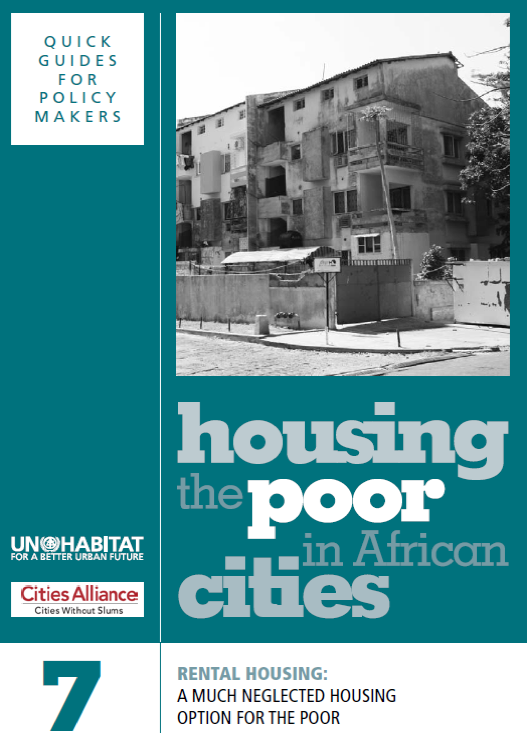 QUICK
GUIDES
FOR
POLICY
MAKERS
housing
the poor
in African
cities
UN HABITAT
FOR A BETTER URBAN FUTURE
Cities Alliance
Cities Without Slums
7
RENTAL HOUSING:
A MUCH NEGLECTED HOUSING
OPTION FOR THE POOR